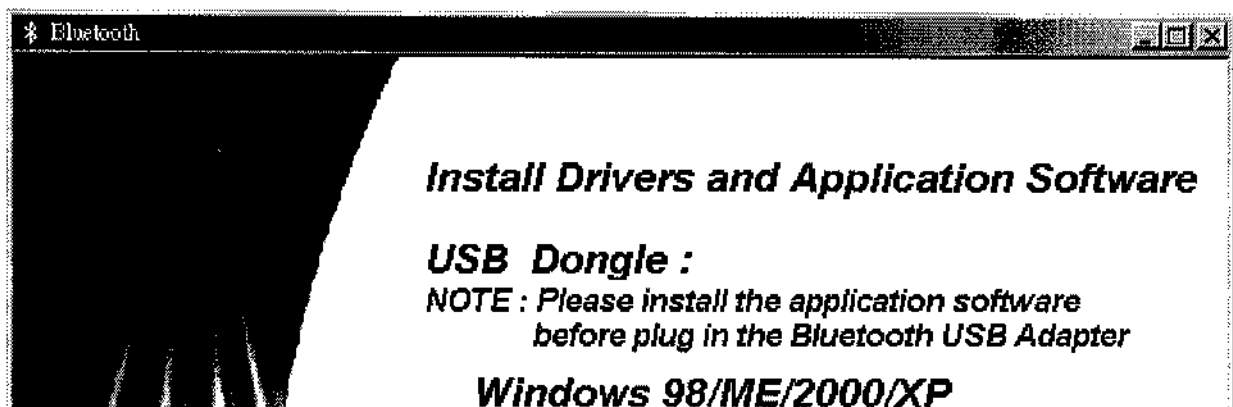 Bluetooth
Install Drivers and Application Software
USB Dongle :
NOTE : Please install the application software
before plug in the Bluetooth USB Adapter
Windows 98/ME/2000/XP